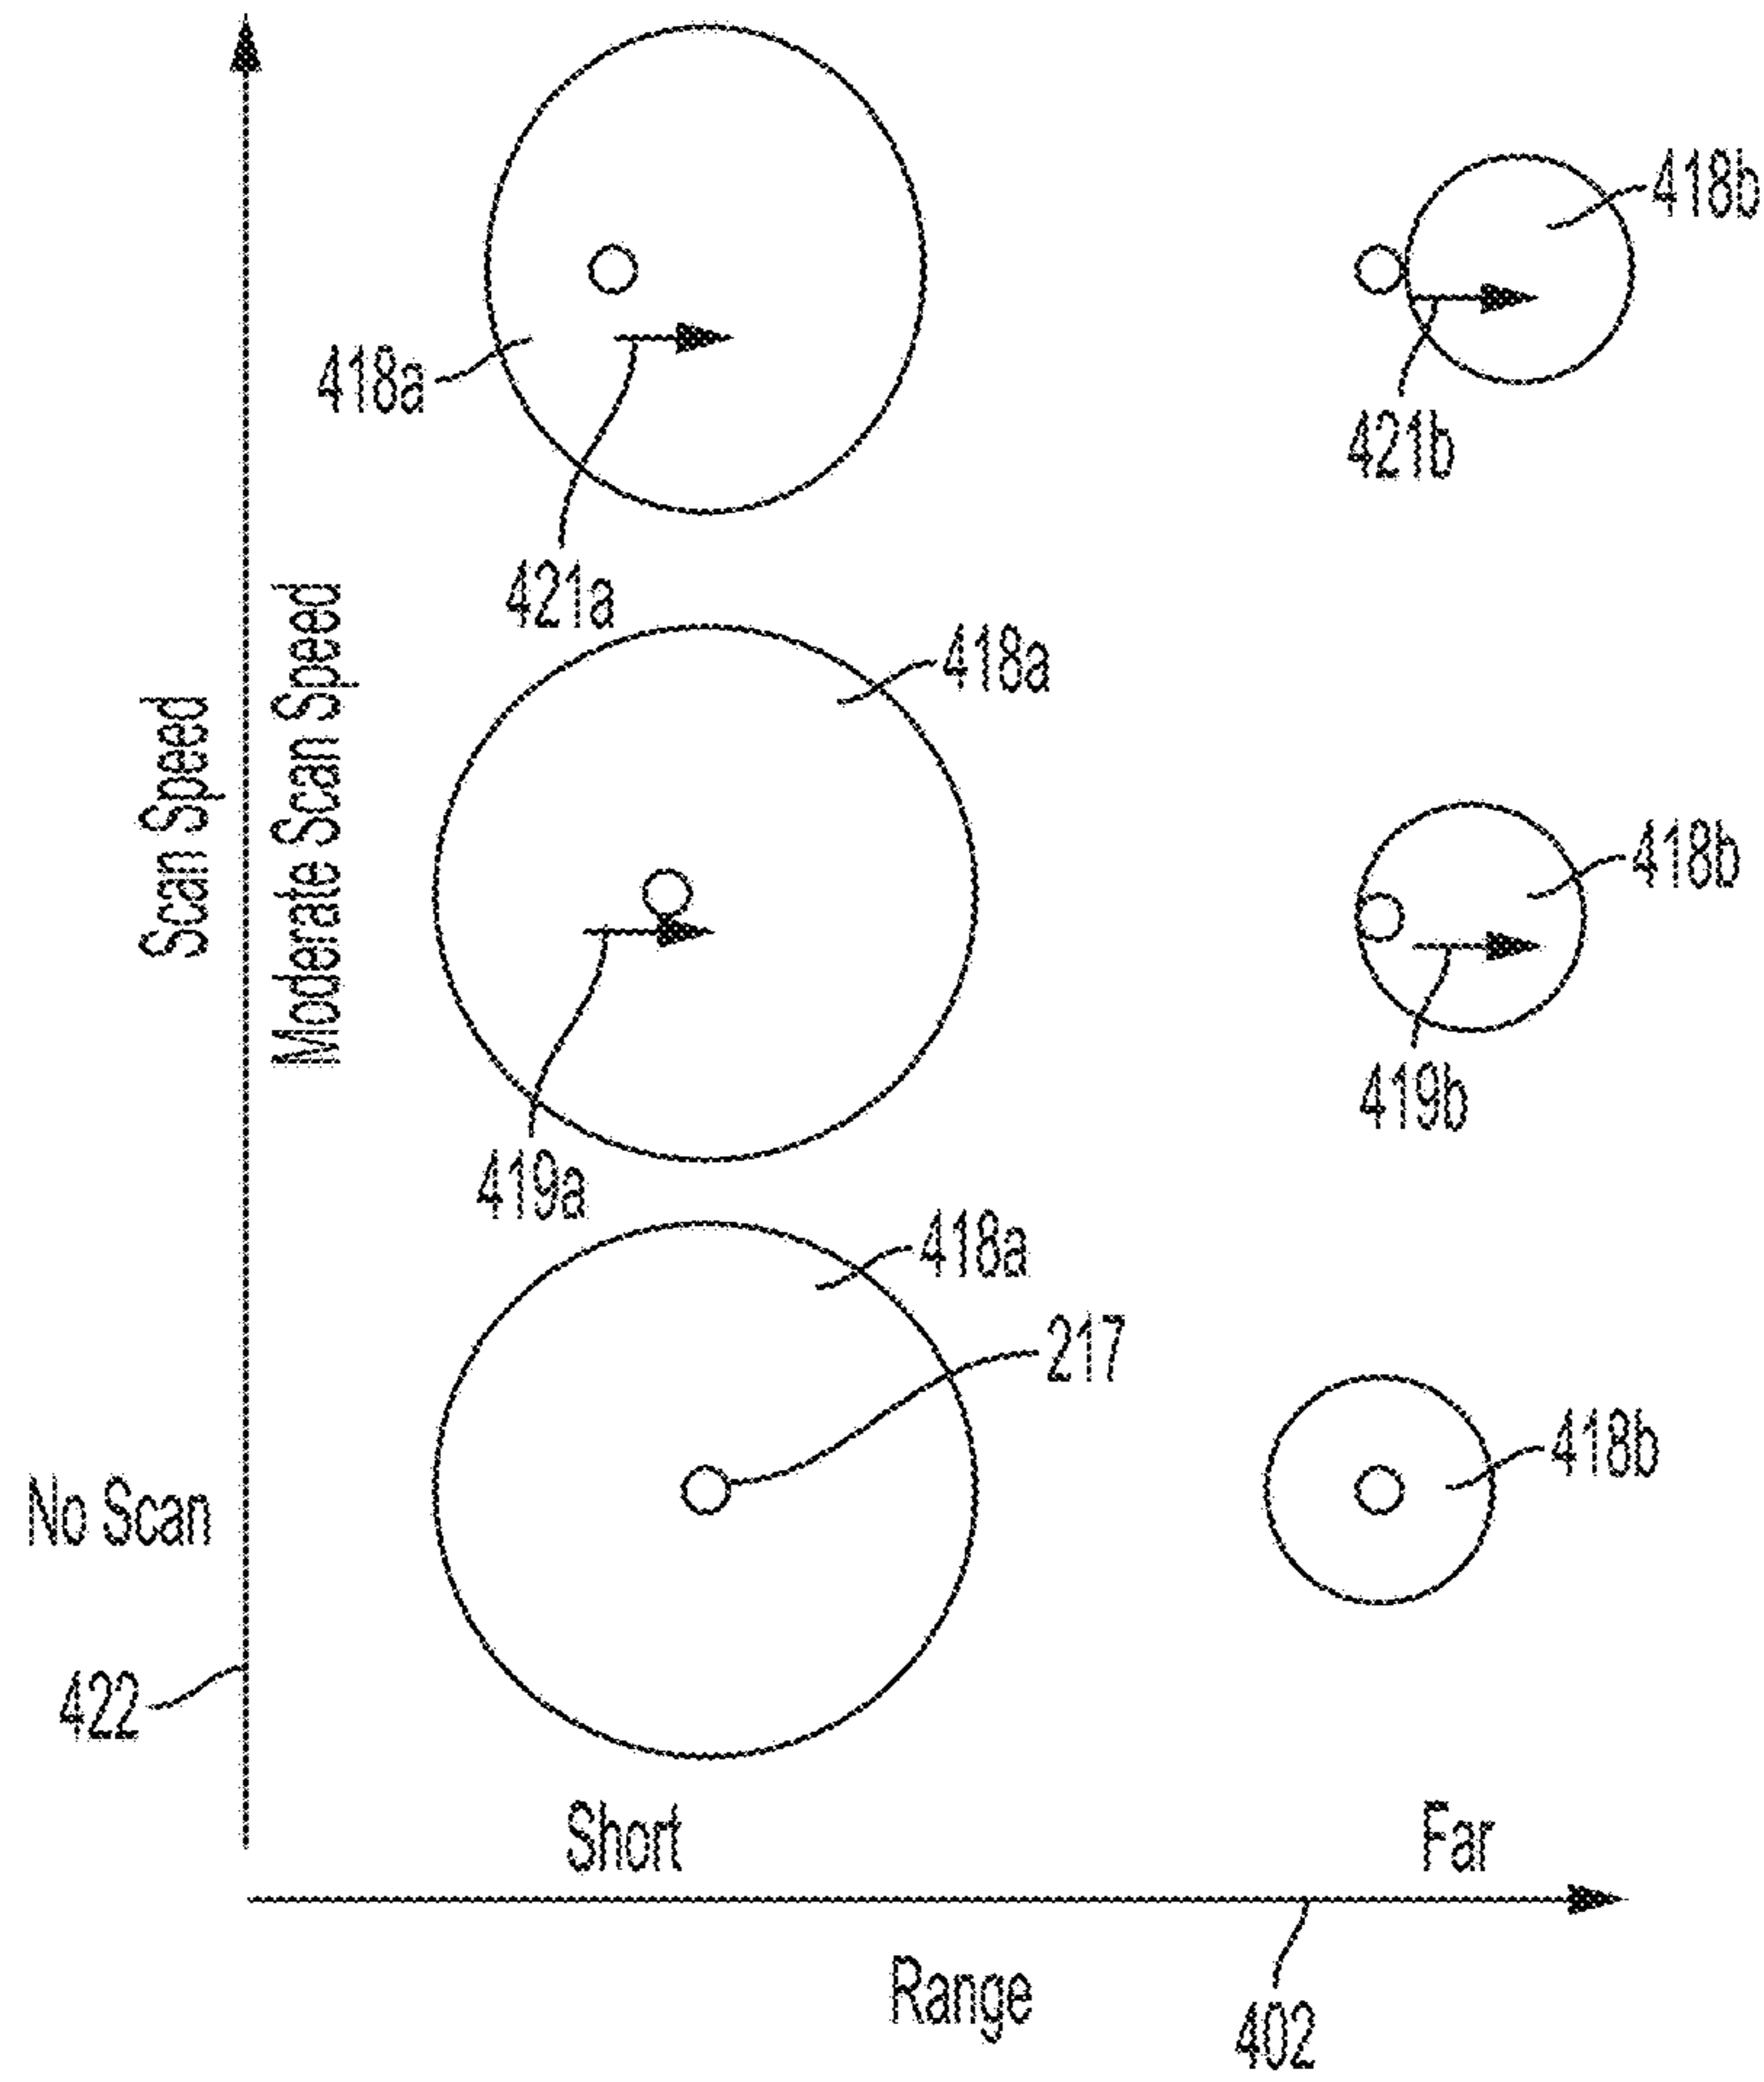 418b
418a
421b
421a
Scan Speed
Moderate Scan Speed
418a
418b
419b
419a
418a
217
No Scan
418b
422
Short
Far
Range
402